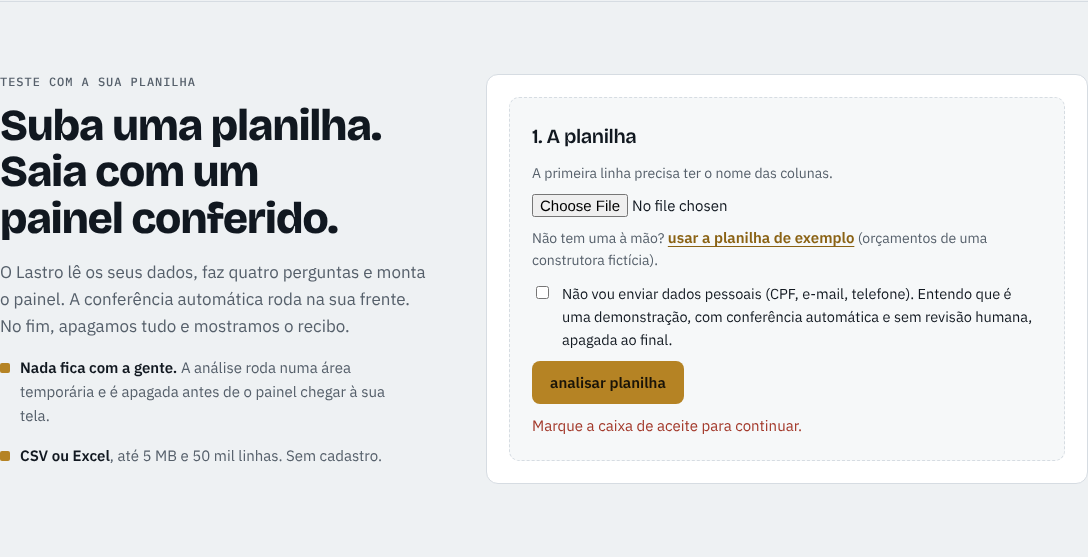 TESTE COM A SUA PLANILHA
Suba uma planilha.
Saia com um
painel conferido.
O Lastro lê os seus dados, faz quatro perguntas e monta
o painel. A conferência automática roda na sua frente.
No fim, apagamos tudo e mostramos o recibo.
Nada fica com a gente. A análise roda numa área
temporária e é apagada antes de o painel chegar à sua
tela.
CSV ou Excel, até 5 MB e 50 mil linhas. Sem cadastro.
1. A planilha
A primeira linha precisa ter o nome das colunas.
Choose File No file chosen
Não tem uma à mão? usar a planilha de exemplo (orçamentos de uma
construtora fictícia).
Não vou enviar dados pessoais (CPF, e-mail, telefone). Entendo que é
uma demonstração, com conferência automática e sem revisão humana,
apagada ao final.
analisar planilha
Marque a caixa de aceite para continuar.